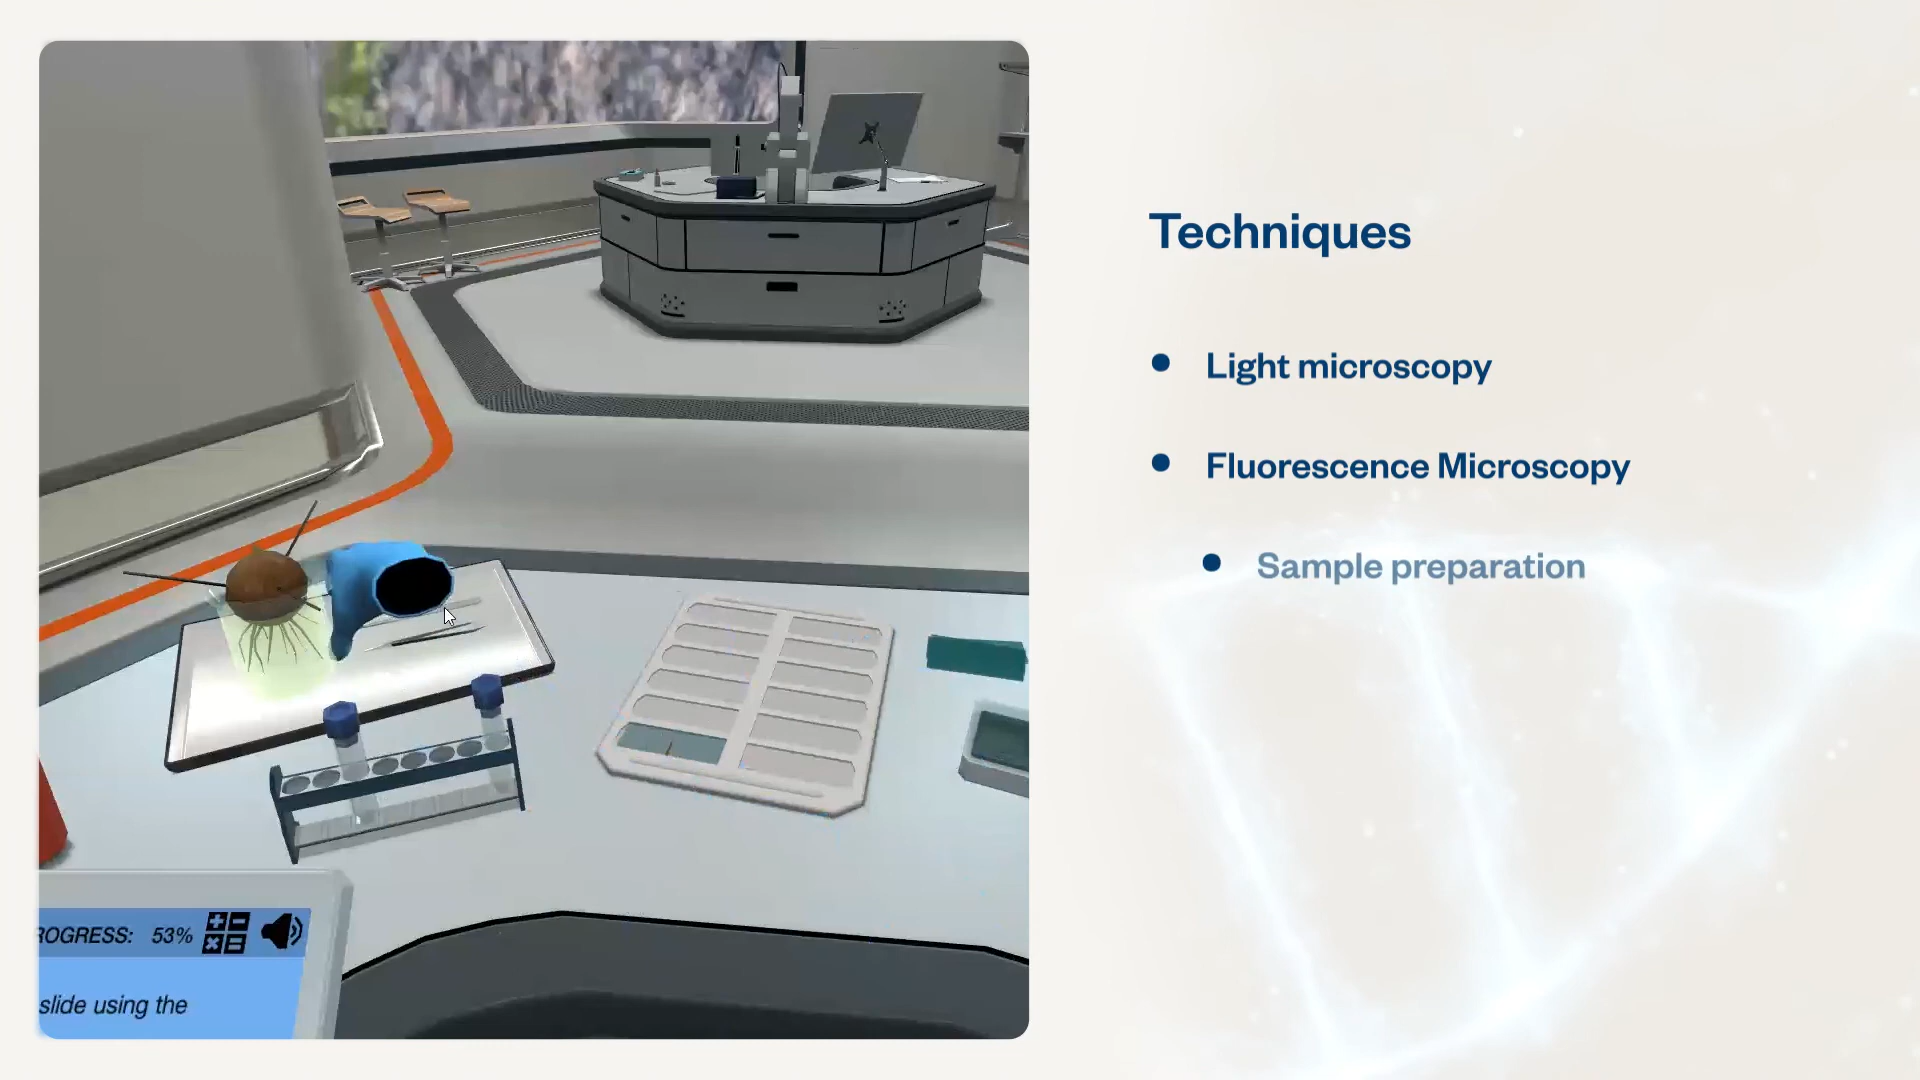 Techniques
Light microscopy
Fluorescence Microscopy
Sample preparation
ROGRESS: 53%
slide using the